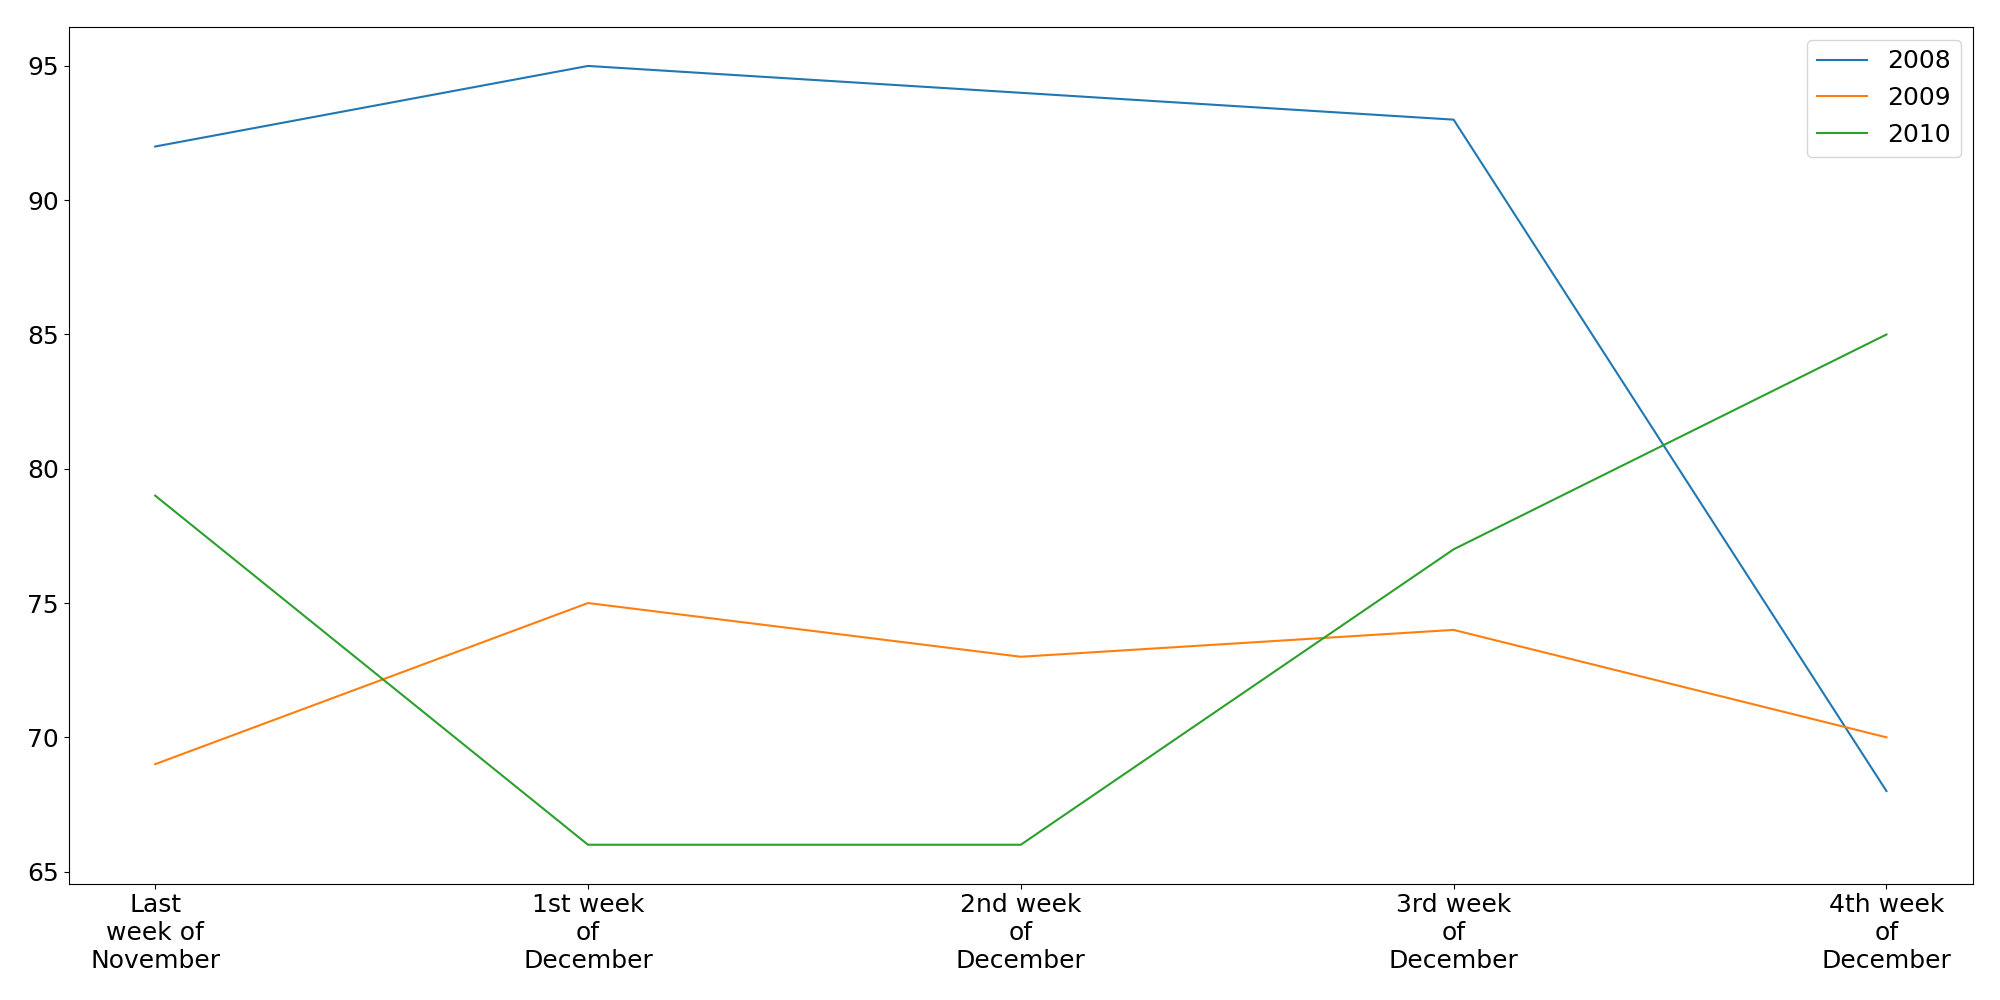 95
90
85
80
75
70
65
2008
2009
2010
Last
week of
November
1st week
of
December
2nd week
of
December
3rd week
of
December
4th week
of
December